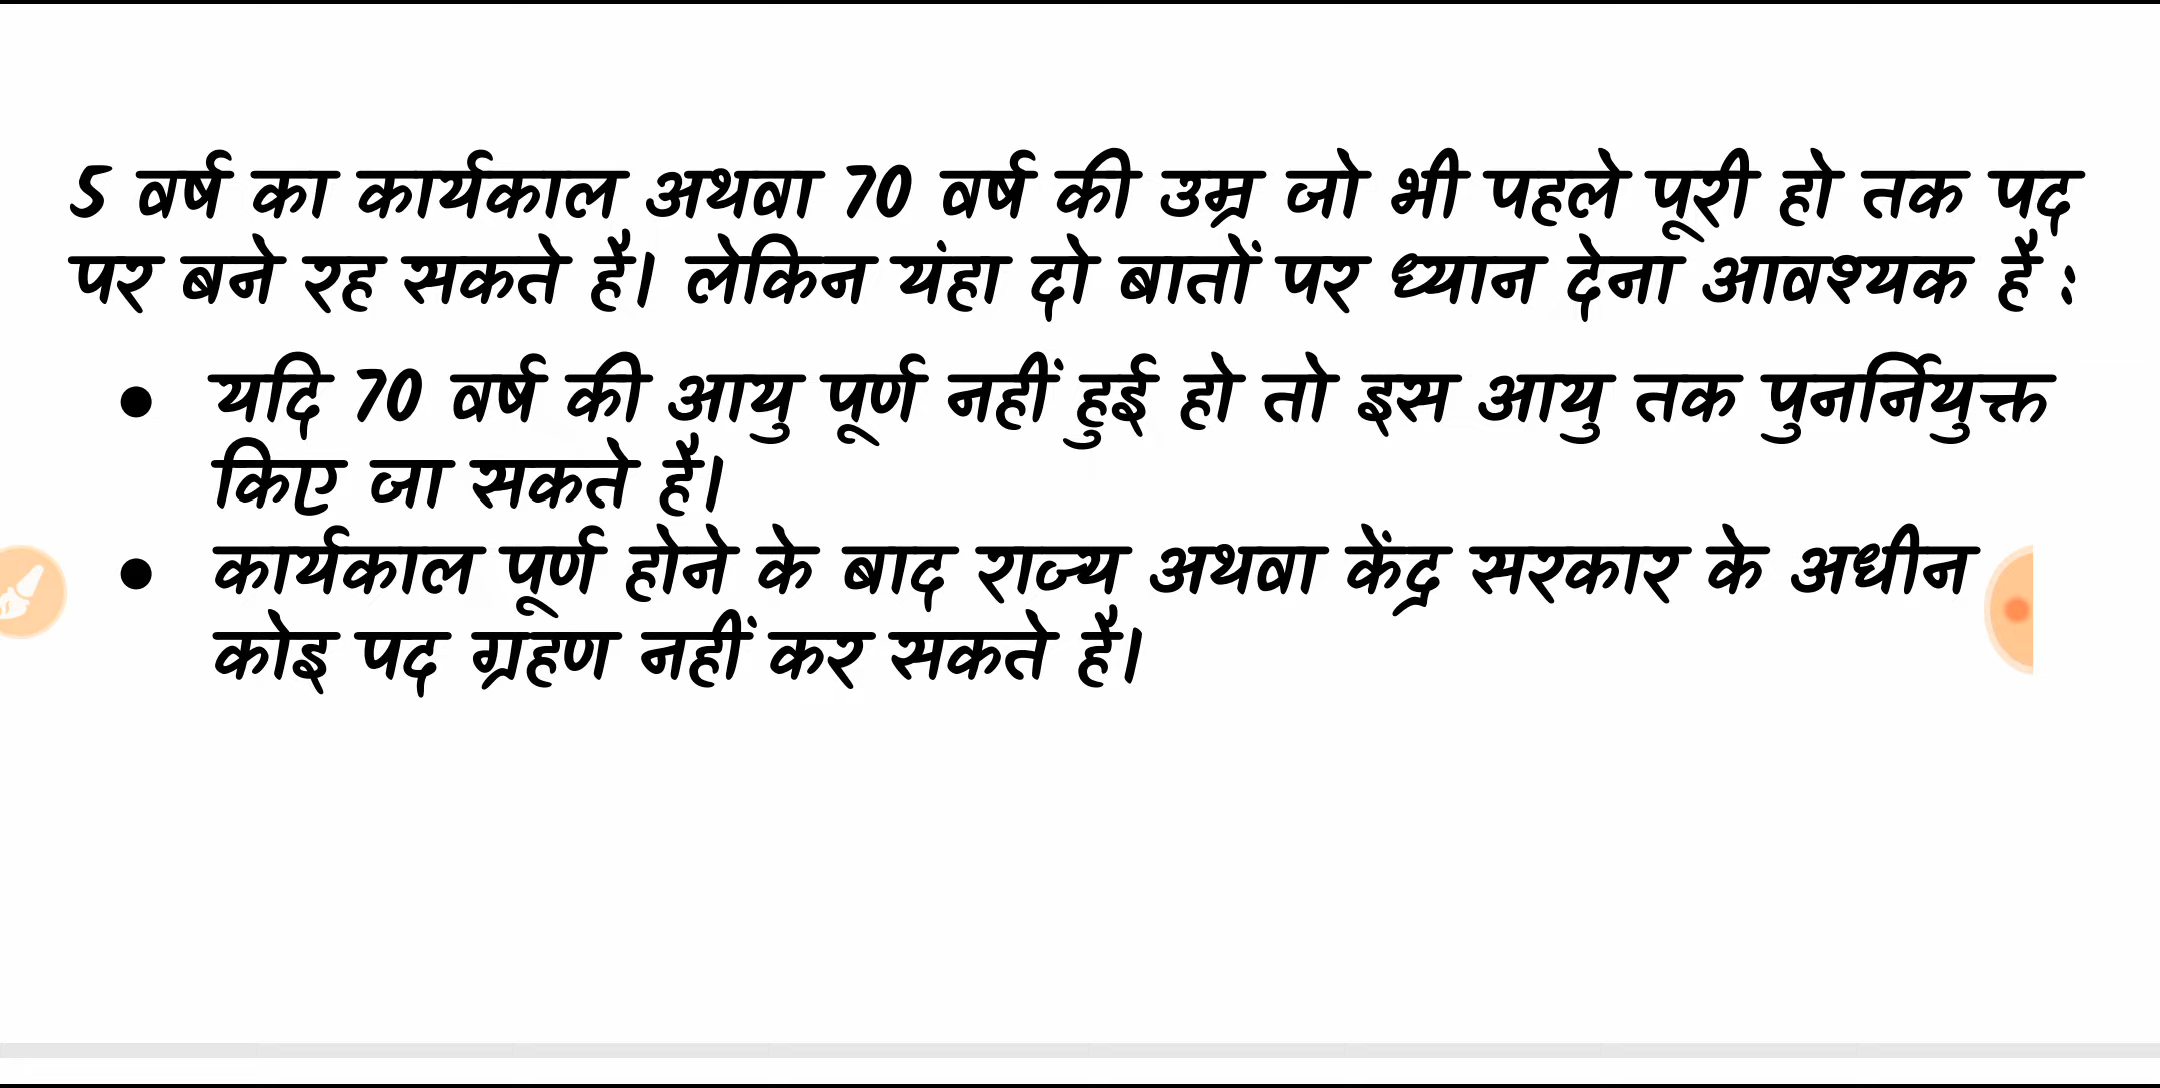 5 वर्ष का कार्यकाल अथवा 70 वर्ष की उम्र जो भी पहले पूरी हो तक पद
पर बने रह सकते है। लेकिन यंहा दो बातों पर ध्यान देना आवश्यक है :
• यदि 70 वर्ष की आयु पूर्ण नहीं हुई हो तो इस आयु तक पुनर्नियुक्त
किए जा सकते है।
• कार्यकाल पूर्ण होने के बाद राज्य अथवा केंद्र सरकार के अधीन
कोइ पद ग्रहण नहीं कर सकते है।